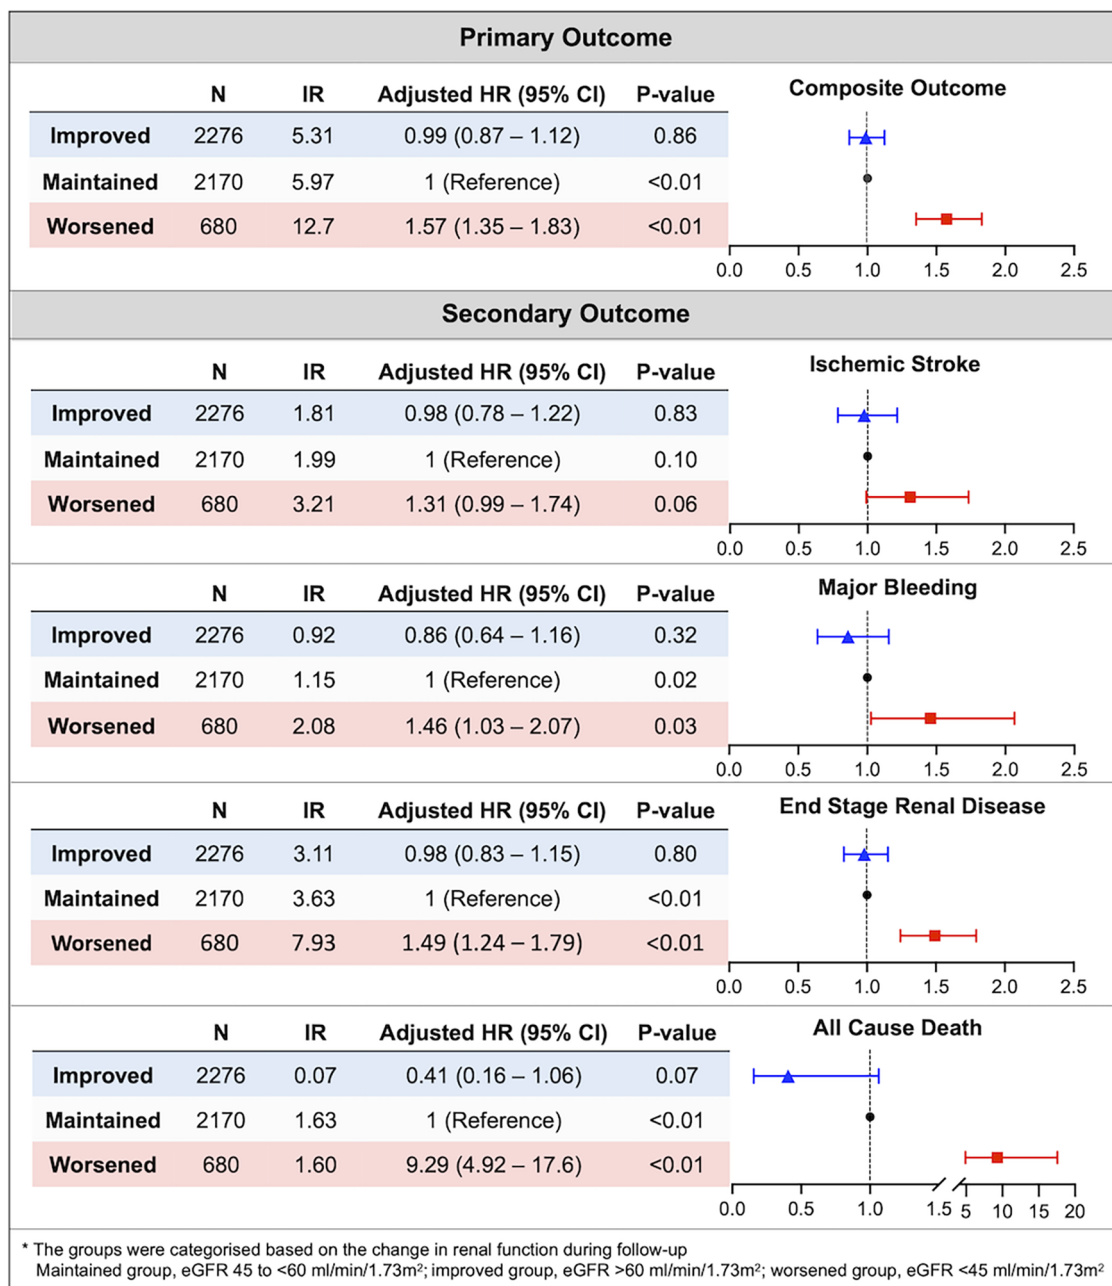 Primary Outcome
N IR Adjusted HR (95% CI) P-value
Composite Outcome
Improved 2276 5.31 0.99 (0.87 – 1.12) 0.86
Maintained 2170 5.97 1 (Reference) <0.01
Worsened 680 12.7 1.57 (1.35 – 1.83) <0.01
0.0 0.5 1.0 1.5 2.0 2.5
Secondary Outcome
N IR Adjusted HR (95% CI) P-value
Ischemic Stroke
Improved 2276 1.81 0.98 (0.78 – 1.22) 0.83
Maintained 2170 1.99 1 (Reference) 0.10
Worsened 680 3.21 1.31 (0.99 – 1.74) 0.06
0.0 0.5 1.0 1.5 2.0 2.5
N IR Adjusted HR (95% CI) P-value
Major Bleeding
Improved 2276 0.92 0.86 (0.64 – 1.16) 0.32
Maintained 2170 1.15 1 (Reference) 0.02
Worsened 680 2.08 1.46 (1.03 – 2.07) 0.03
0.0 0.5 1.0 1.5 2.0 2.5
N IR Adjusted HR (95% CI) P-value
End Stage Renal Disease
Improved 2276 3.11 0.98 (0.83 – 1.15) 0.80
Maintained 2170 3.63 1 (Reference) <0.01
Worsened 680 7.93 1.49 (1.24 – 1.79) <0.01
0.0 0.5 1.0 1.5 2.0 2.5
N IR Adjusted HR (95% CI) P-value
All Cause Death
Improved 2276 0.07 0.41 (0.16 – 1.06) 0.07
Maintained 2170 1.63 1 (Reference) <0.01
Worsened 680 1.60 9.29 (4.92 – 17.6) <0.01
0.0 0.5 1.0 1.5 5 10 15 20
* The groups were categorised based on the change in renal function during follow-up
Maintained group, eGFR 45 to <60 ml/min/1.73m²; improved group, eGFR >60 ml/min/1.73m²; worsened group, eGFR <45 ml/min/1.73m²